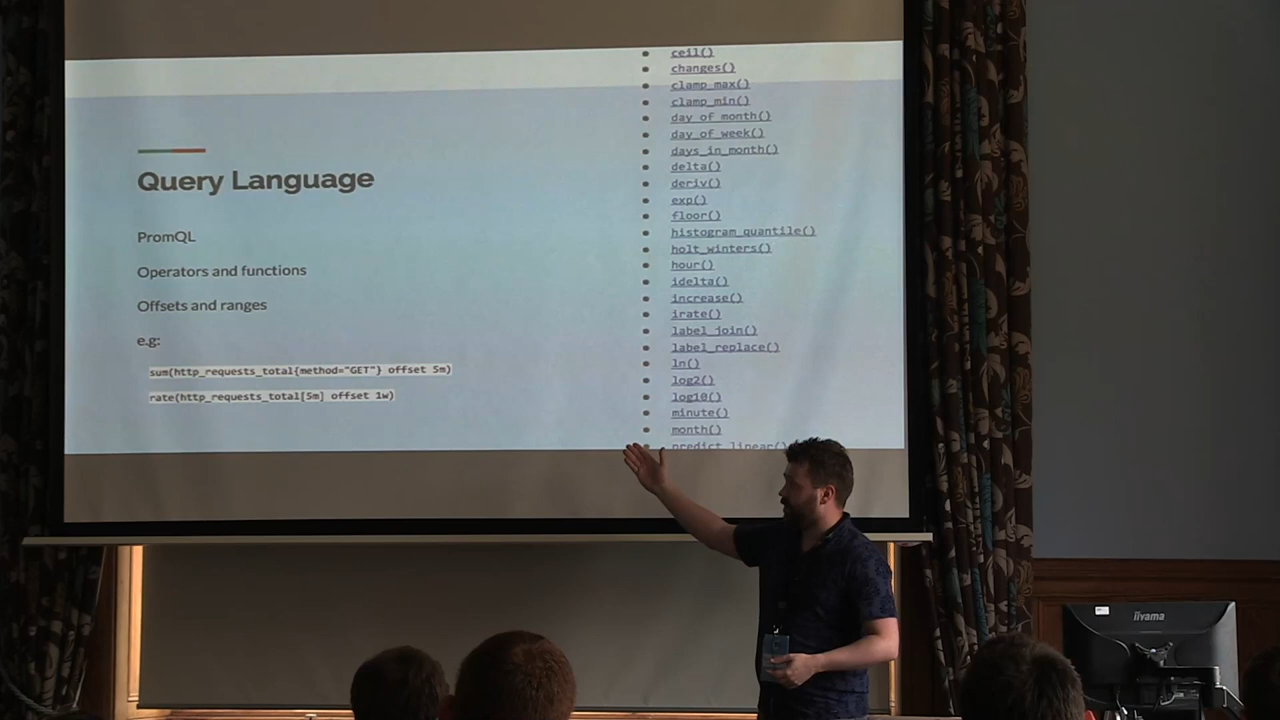 Query Language
PromQL
Operators and functions
Offsets and ranges
e.g:
sum(http_requests_total{method="GET"} offset 5m)
rate(http_requests_total[5m] offset 1w)
ceil()
changes()
clamp_max()
clamp_min()
day_of_month()
day_of_week()
days_in_month()
delta()
deriv()
exp()
floor()
histogram_quantile()
holt_winters()
hour()
idelta()
increase()
irate()
label_join()
label_replace()
ln()
log2()
log10()
minute()
month()
predict_linear()
iiyama